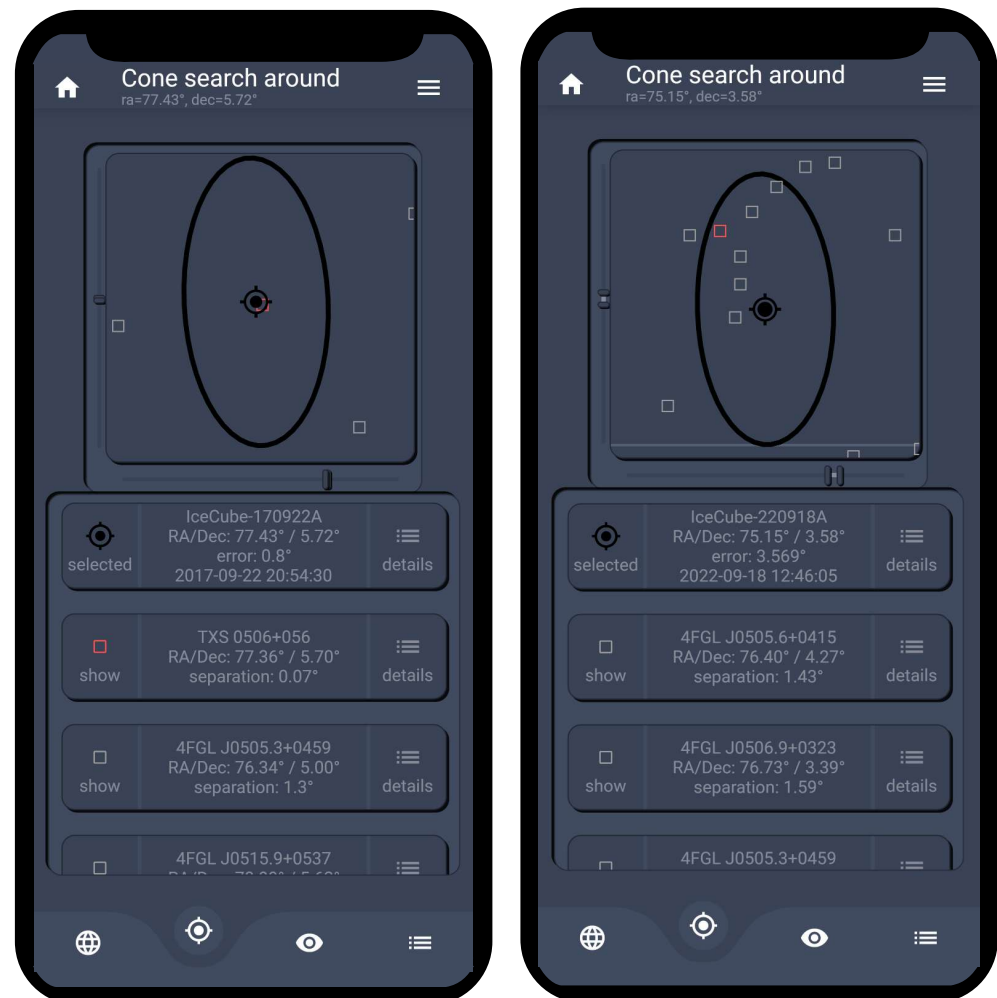 Cone search around
ra=77.43°, dec=5.72°
IceCube-170922A
RA/Dec: 77.43° / 5.72°
error: 0.8°
2017-09-22 20:54:30
selected
details
TXS 0506+056
RA/Dec: 77.36° / 5.70°
separation: 0.07°
show
details
4FGL J0505.3+0459
RA/Dec: 76.34° / 5.00°
separation: 1.3°
show
details
4FGL J0515.9+0537
Cone search around
ra=75.15°, dec=3.58°
IceCube-220918A
RA/Dec: 75.15° / 3.58°
error: 3.569°
2022-09-18 12:46:05
selected
details
4FGL J0505.6+0415
RA/Dec: 76.40° / 4.27°
separation: 1.43°
show
details
4FGL J0506.9+0323
RA/Dec: 76.73° / 3.39°
separation: 1.59°
show
details
4FGL J0505.3+0459